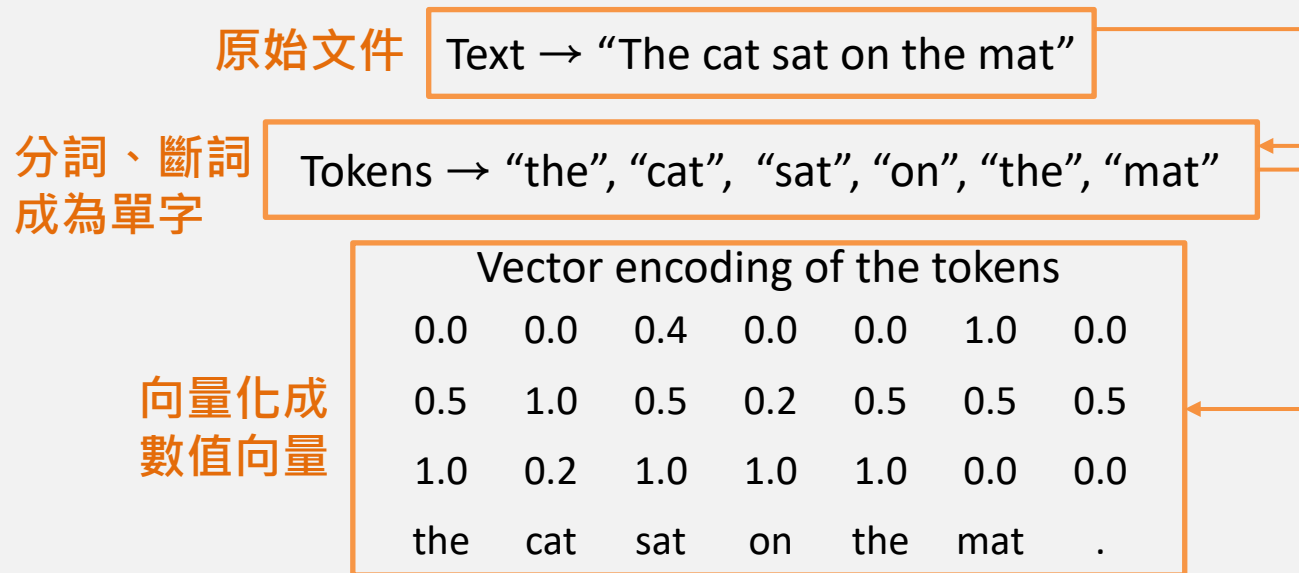 原始文件
Text → “The cat sat on the mat”
分詞、斷詞
成為單字
Tokens → “the”, “cat”, “sat”, “on”, “the”, “mat”
Vector encoding of the tokens
向量化成
數值向量
0.0 0.0 0.4 0.0 0.0 1.0 0.0
0.5 1.0 0.5 0.2 0.5 0.5 0.5
1.0 0.2 1.0 1.0 1.0 0.0 0.0
the cat sat on the mat .